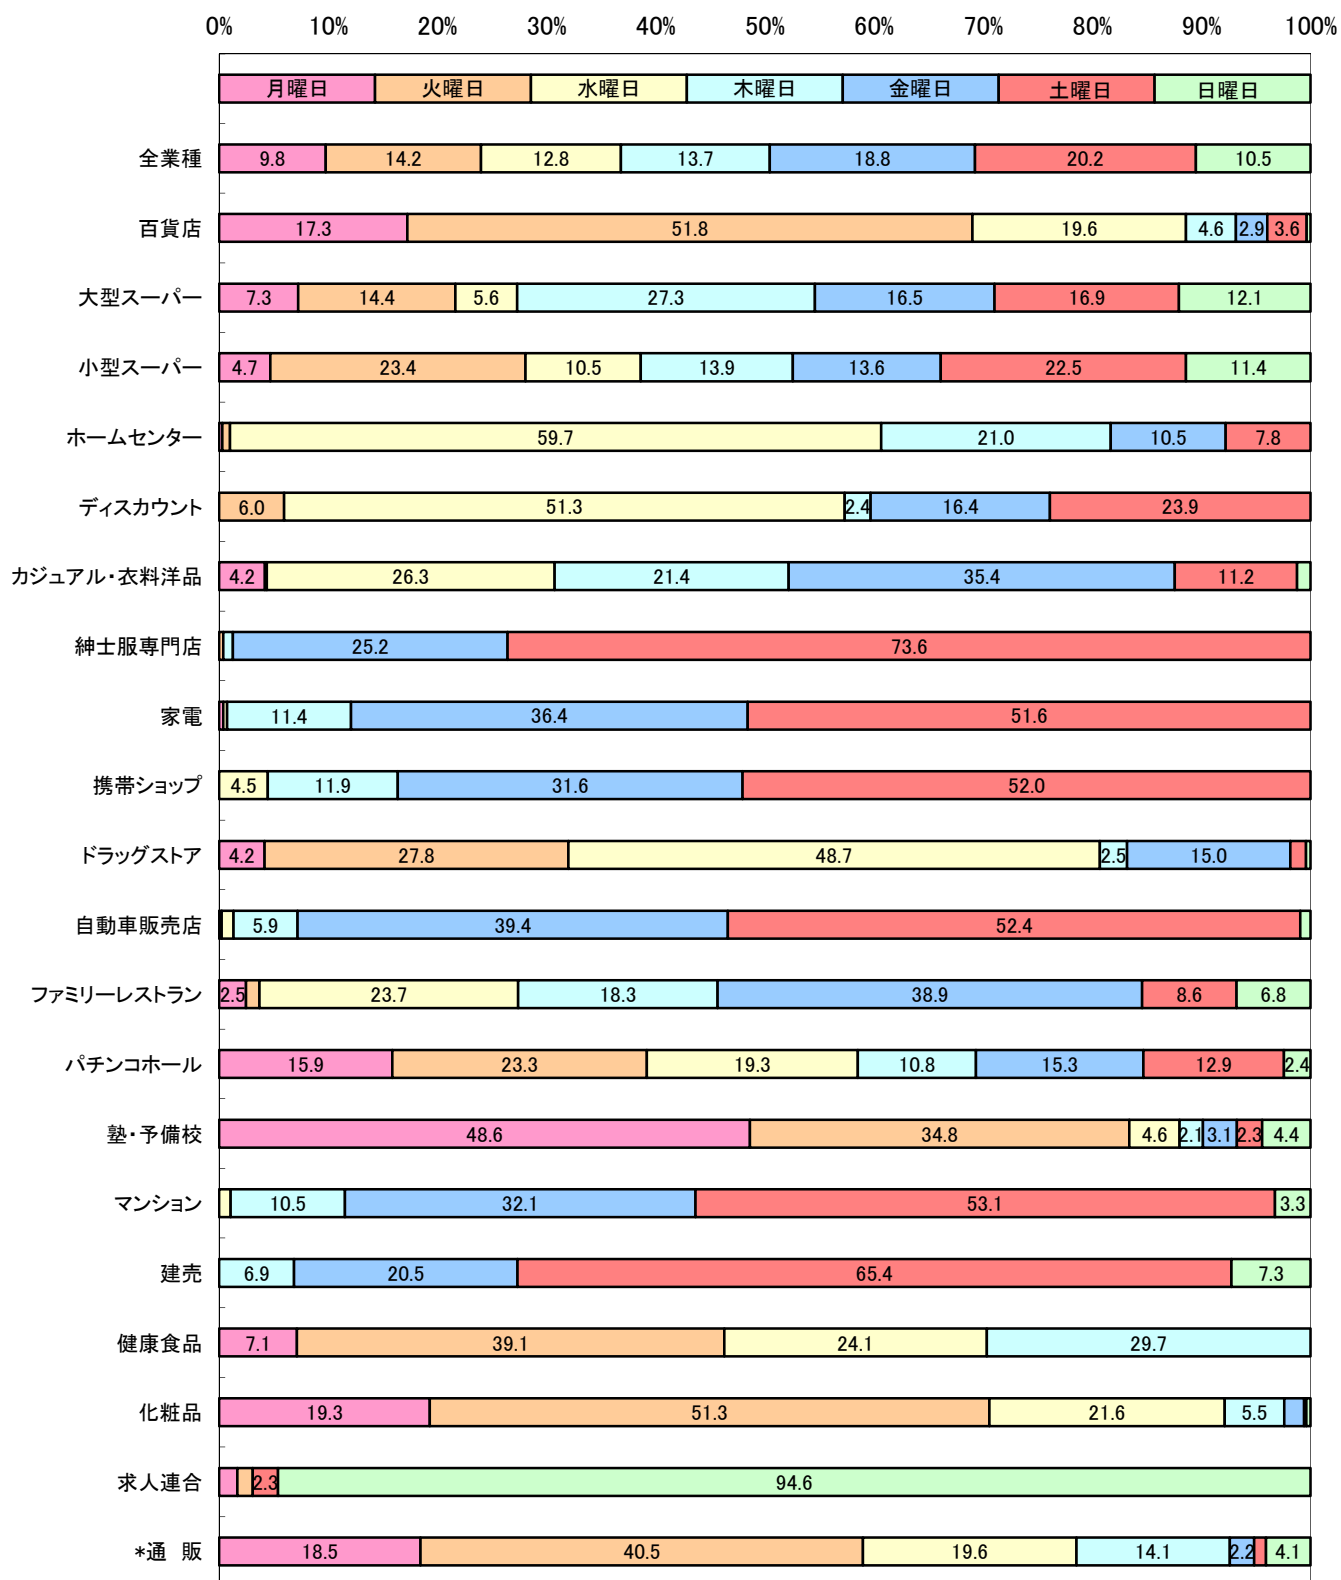 0% 10% 20% 30% 40% 50% 60% 70% 80% 90% 100%
月曜日 火曜日 水曜日 木曜日 金曜日 土曜日 日曜日
全業種 9.8 14.2 12.8 13.7 18.8 20.2 10.5
百貨店 17.3 51.8 19.6 4.6 2.9 3.6
大型スーパー 7.3 14.4 5.6 27.3 16.5 16.9 12.1
小型スーパー 4.7 23.4 10.5 13.9 13.6 22.5 11.4
ホームセンター 59.7 21.0 10.5 7.8
ディスカウント 6.0 51.3 2.4 16.4 23.9
カジュアル・衣料洋品 4.2 26.3 21.4 35.4 11.2
紳士服専門店 25.2 73.6
家電 11.4 36.4 51.6
携帯ショップ 4.5 11.9 31.6 52.0
ドラッグストア 4.2 27.8 48.7 2.5 15.0
自動車販売店 5.9 39.4 52.4
ファミリーレストラン 2.5 23.7 18.3 38.9 8.6 6.8
パチンコホール 15.9 23.3 19.3 10.8 15.3 12.9 2.4
塾・予備校 48.6 34.8 4.6 2.1 3.1 2.3 4.4
マンション 10.5 32.1 53.1 3.3
建売 6.9 20.5 65.4 7.3
健康食品 7.1 39.1 24.1 29.7
化粧品 19.3 51.3 21.6 5.5
求人連合 2.3 94.6
*通　販 18.5 40.5 19.6 14.1 2.2 4.1